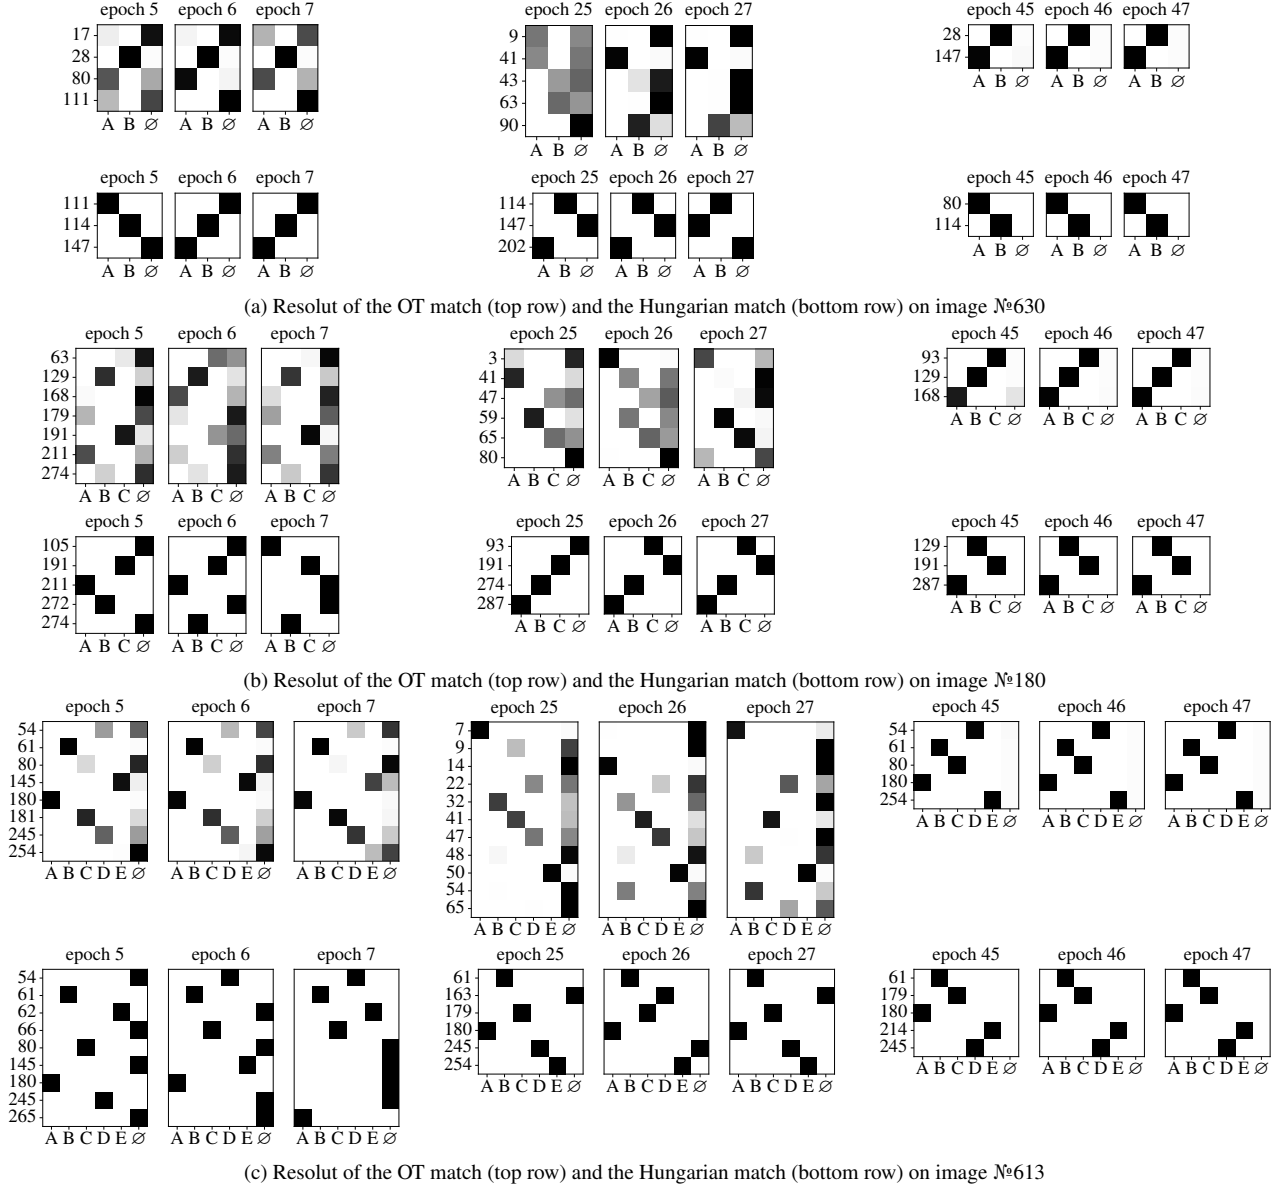 epoch 5 epoch 6 epoch 7 epoch 25 epoch 26 epoch 27 epoch 45 epoch 46 epoch 47
17 28 80 111
9 41 43 63 90
28 147
A B ∅ A B ∅ A B ∅ A B ∅ A B ∅ A B ∅ A B ∅ A B ∅ A B ∅
epoch 5 epoch 6 epoch 7 epoch 25 epoch 26 epoch 27 epoch 45 epoch 46 epoch 47
111 114 147
114 147 202
80 114
A B ∅ A B ∅ A B ∅ A B ∅ A B ∅ A B ∅ A B ∅ A B ∅ A B ∅
(a) Resolut of the OT match (top row) and the Hungarian match (bottom row) on image №630
epoch 5 epoch 6 epoch 7 epoch 25 epoch 26 epoch 27 epoch 45 epoch 46 epoch 47
63 129 168 179 191 211 274
3 41 47 59 65 80
93 129 168
A B C ∅ A B C ∅ A B C ∅ A B C ∅ A B C ∅ A B C ∅ A B C ∅ A B C ∅ A B C ∅
epoch 5 epoch 6 epoch 7 epoch 25 epoch 26 epoch 27 epoch 45 epoch 46 epoch 47
105 191 211 272 274
93 191 274 287
129 191 287
A B C ∅ A B C ∅ A B C ∅ A B C ∅ A B C ∅ A B C ∅ A B C ∅ A B C ∅ A B C ∅
(b) Resolut of the OT match (top row) and the Hungarian match (bottom row) on image №180
epoch 5 epoch 6 epoch 7 epoch 25 epoch 26 epoch 27 epoch 45 epoch 46 epoch 47
54 61 80 145 180 181 245 254
7 9 14 22 32 41 47 48 50 54 65
54 61 80 180 254
A B C D E ∅ A B C D E ∅ A B C D E ∅ A B C D E ∅ A B C D E ∅ A B C D E ∅ A B C D E ∅ A B C D E ∅ A B C D E ∅
epoch 5 epoch 6 epoch 7 epoch 25 epoch 26 epoch 27 epoch 45 epoch 46 epoch 47
54 61 62 66 80 145 180 245 265
61 163 179 180 245 254
61 179 180 214 245
A B C D E ∅ A B C D E ∅ A B C D E ∅ A B C D E ∅ A B C D E ∅ A B C D E ∅ A B C D E ∅ A B C D E ∅ A B C D E ∅
(c) Resolut of the OT match (top row) and the Hungarian match (bottom row) on image №613